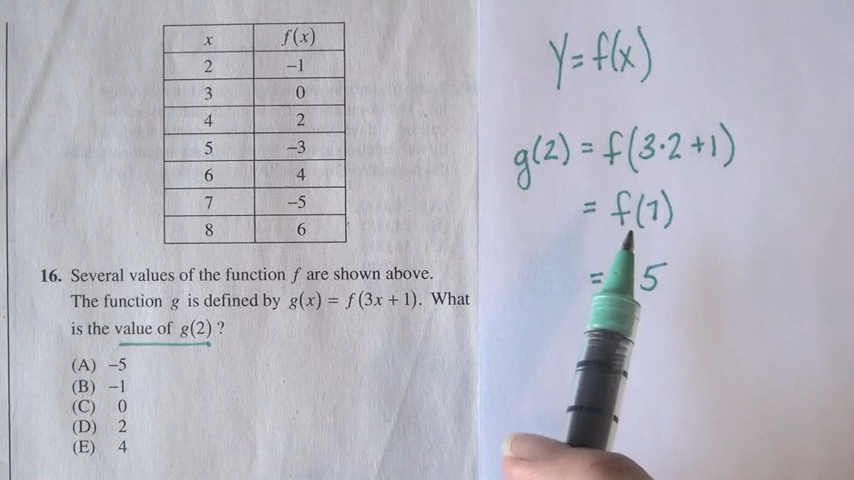 x f(x)
2 −1
3 0
4 2
5 −3
6 4
7 −5
8 6
16. Several values of the function f are shown above.
The function g is defined by g(x) = f(3x + 1). What
is the value of g(2) ?
(A) −5
(B) −1
(C) 0
(D) 2
(E) 4
Y=f(x)
g(2) = f(3·2+1)
= f(7)
= 5